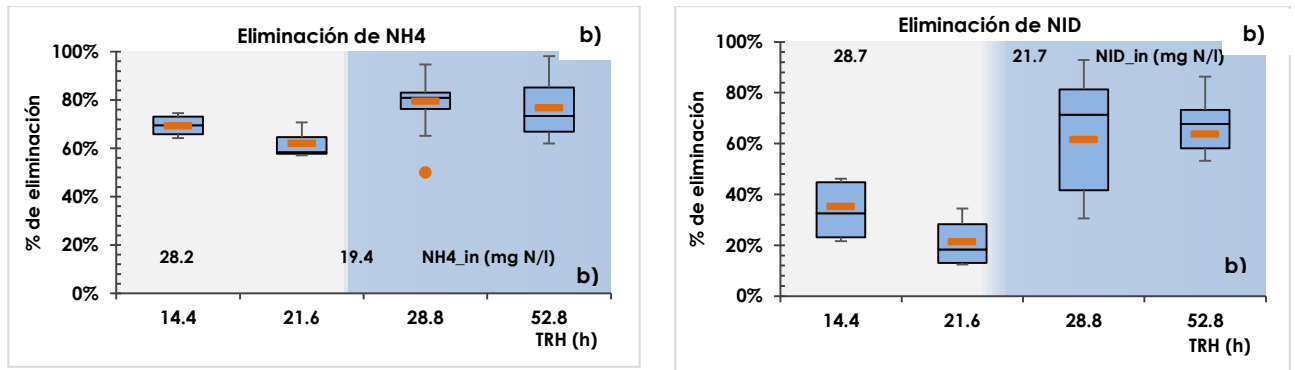 Eliminación de NH4
b)
100%
80%
60%
40%
20%
0%
% de eliminación
28.2
19.4
NH4_in (mg N/l)
b)
14.4
21.6
28.8
52.8
TRH (h)
Eliminación de NID
b)
100%
80%
60%
40%
20%
0%
% de eliminación
28.7
21.7
NID_in (mg N/l)
b)
14.4
21.6
28.8
52.8
TRH (h)